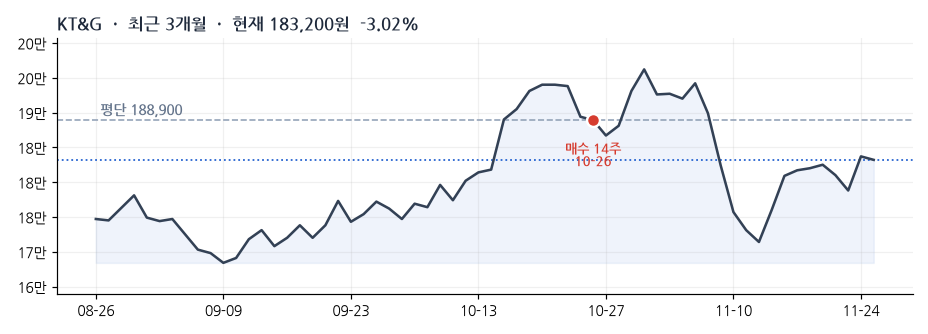 KT&G · 최근 3개월 · 현재 183,200원 -3.02%
20만
20만
19만
18만
18만
18만
17만
16만
평단 188,900
매수 14주
10-26
08-26 09-09 09-23 10-13 10-27 11-10 11-24